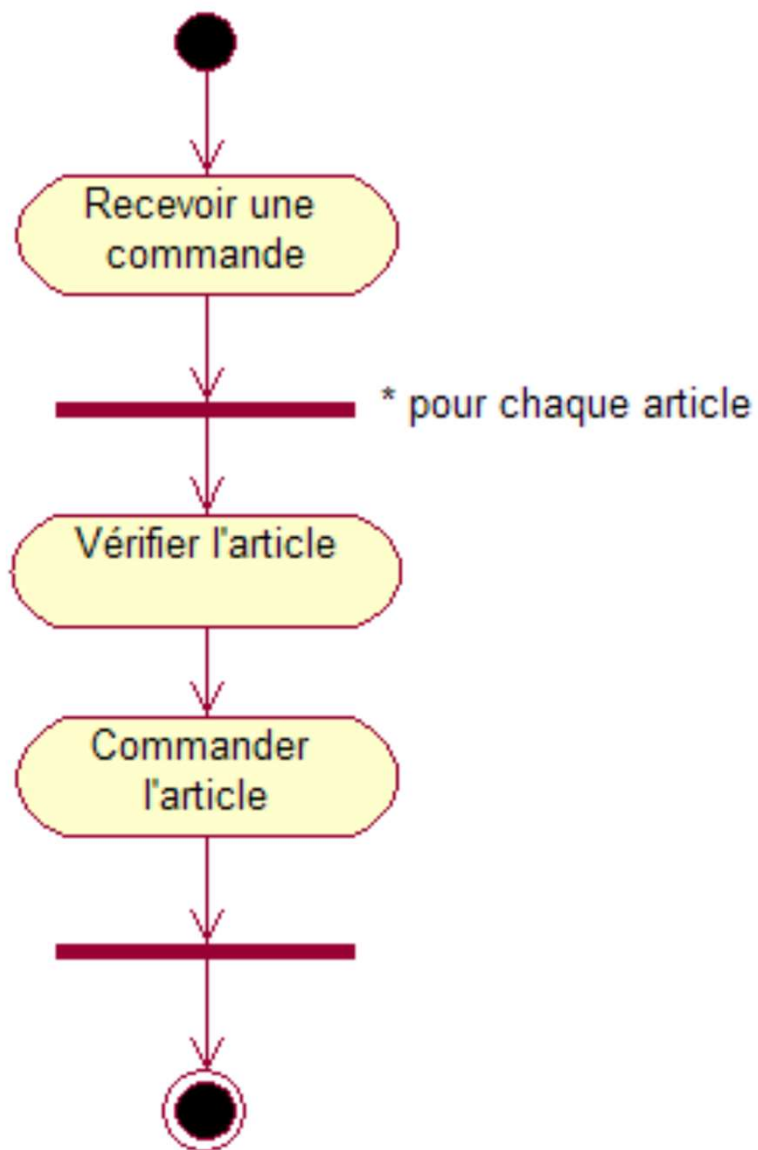 Recevoir une
commande
* pour chaque article
Vérifier l'article
Commander
l'article